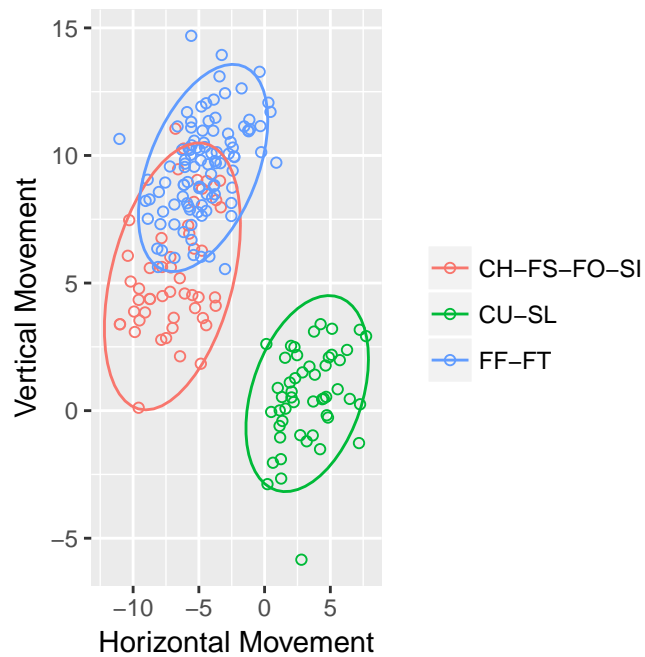 15
10
5
0
−5
−10 −5 0 5
Horizontal Movement
Vertical Movement
CH−FS−FO−SI
CU−SL
FF−FT